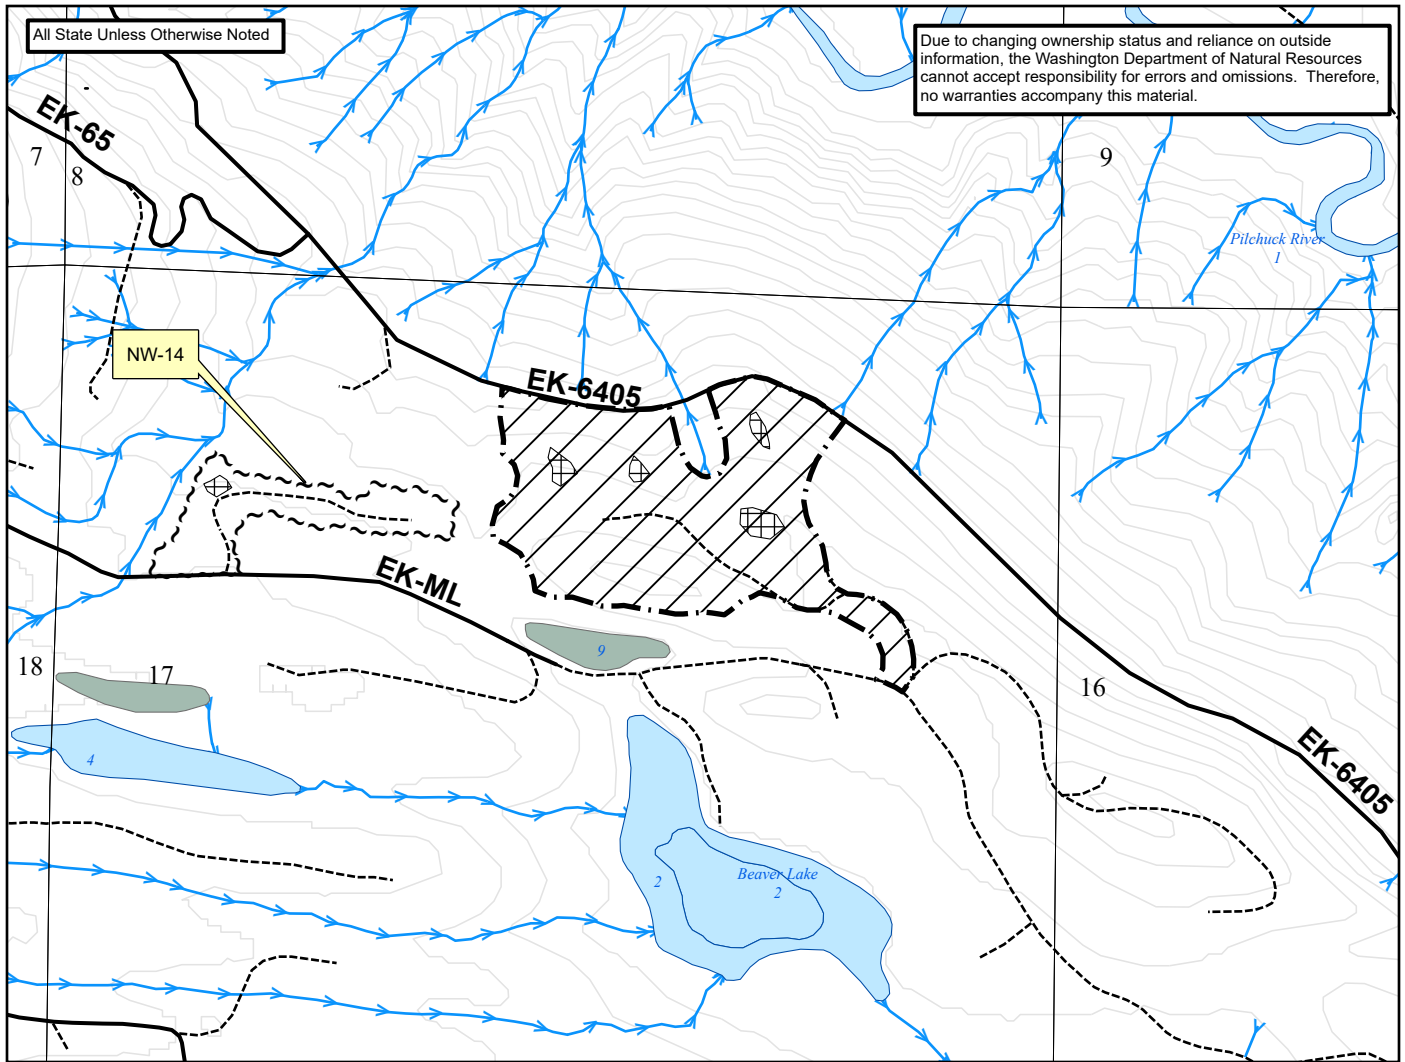 All State Unless Otherwise Noted
Due to changing ownership status and reliance on outside
information, the Washington Department of Natural Resources
cannot accept responsibility for errors and omissions. Therefore,
no warranties accompany this material.
EK-65
7
8
9
Pilchuck River
1
NW-14
EK-6405
EK-ML
9
18
17
16
4
EK-6405
Beaver Lake
2
2